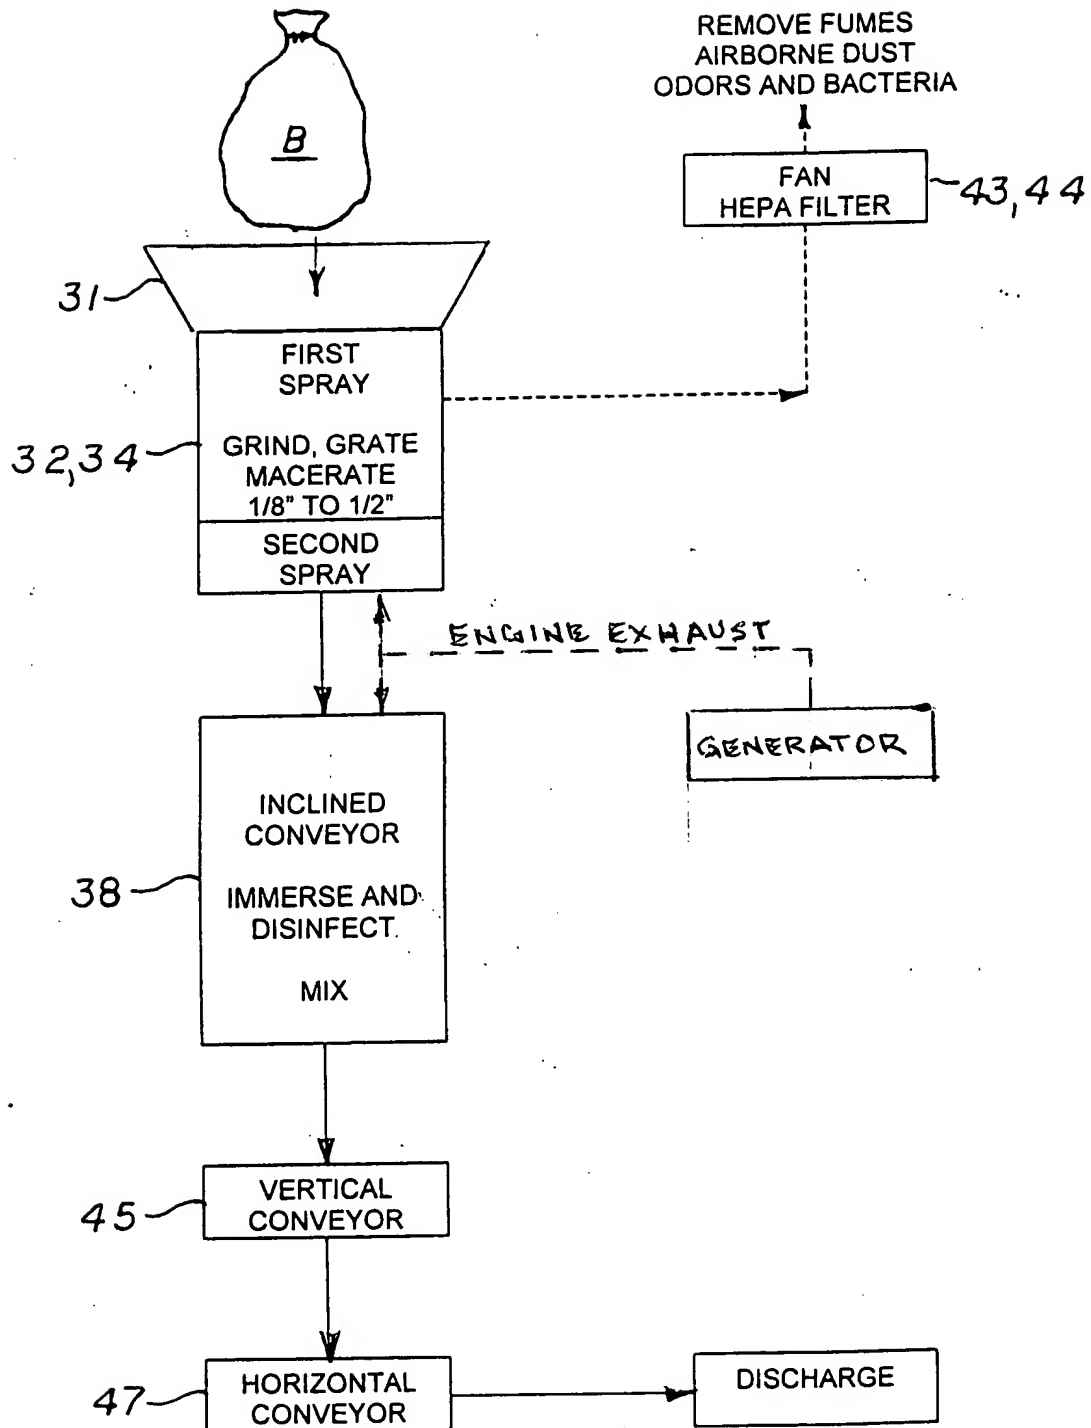 REMOVE FUMES
AIRBORNE DUST
ODORS AND BACTERIA
B
FAN
HEPA FILTER
43,44
31
FIRST
SPRAY
32,34
GRIND, GRATE
MACERATE
1/8" TO 1/2"
SECOND
SPRAY
ENGINE EXHAUST
GENERATOR
INCLINED
CONVEYOR
38
IMMERSE AND
DISINFECT.
MIX
45
VERTICAL
CONVEYOR
47
HORIZONTAL
CONVEYOR
DISCHARGE